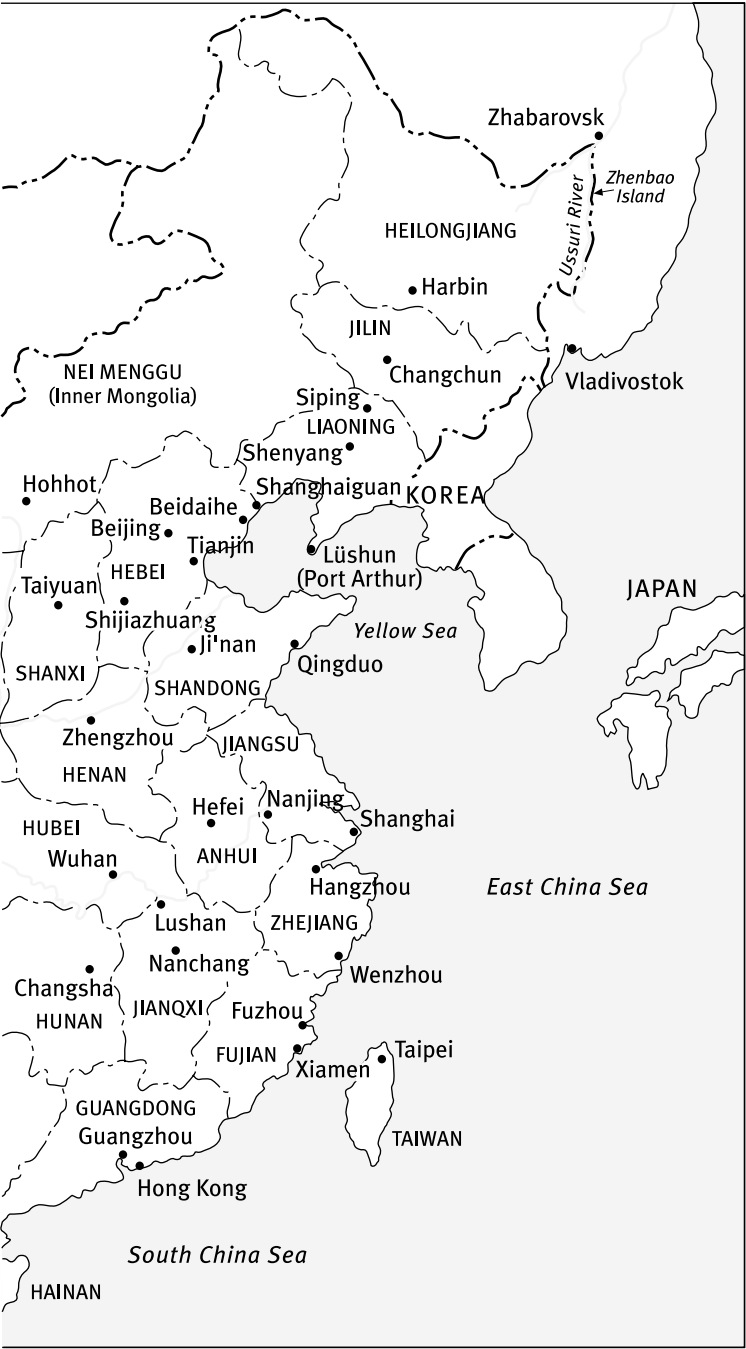 Zhabarovsk
Zhenbao
Island
Ussuri River
HEILONGJIANG
Harbin
JILIN
Changchun
Vladivostok
NEI MENGGU
(Inner Mongolia)
Siping
LIAONING
Shenyang
Hohhot
Shanghaiguan
KOREA
Beidaihe
Beijing
Tianjin
Lüshun
(Port Arthur)
HEBEI
Taiyuan
JAPAN
Shijiazhuang
Yellow Sea
Ji'nan
Qingduo
SHANXI
SHANDONG
Zhengzhou
JIANGSU
HENAN
Hefei
Nanjing
Shanghai
HUBEI
Wuhan
ANHUI
Hangzhou
East China Sea
Lushan
ZHEJIANG
Nanchang
Wenzhou
Changsha
JIANQXI
Fuzhou
HUNAN
FUJIAN
Taipei
Xiamen
GUANGDONG
Guangzhou
TAIWAN
Hong Kong
South China Sea
HAINAN